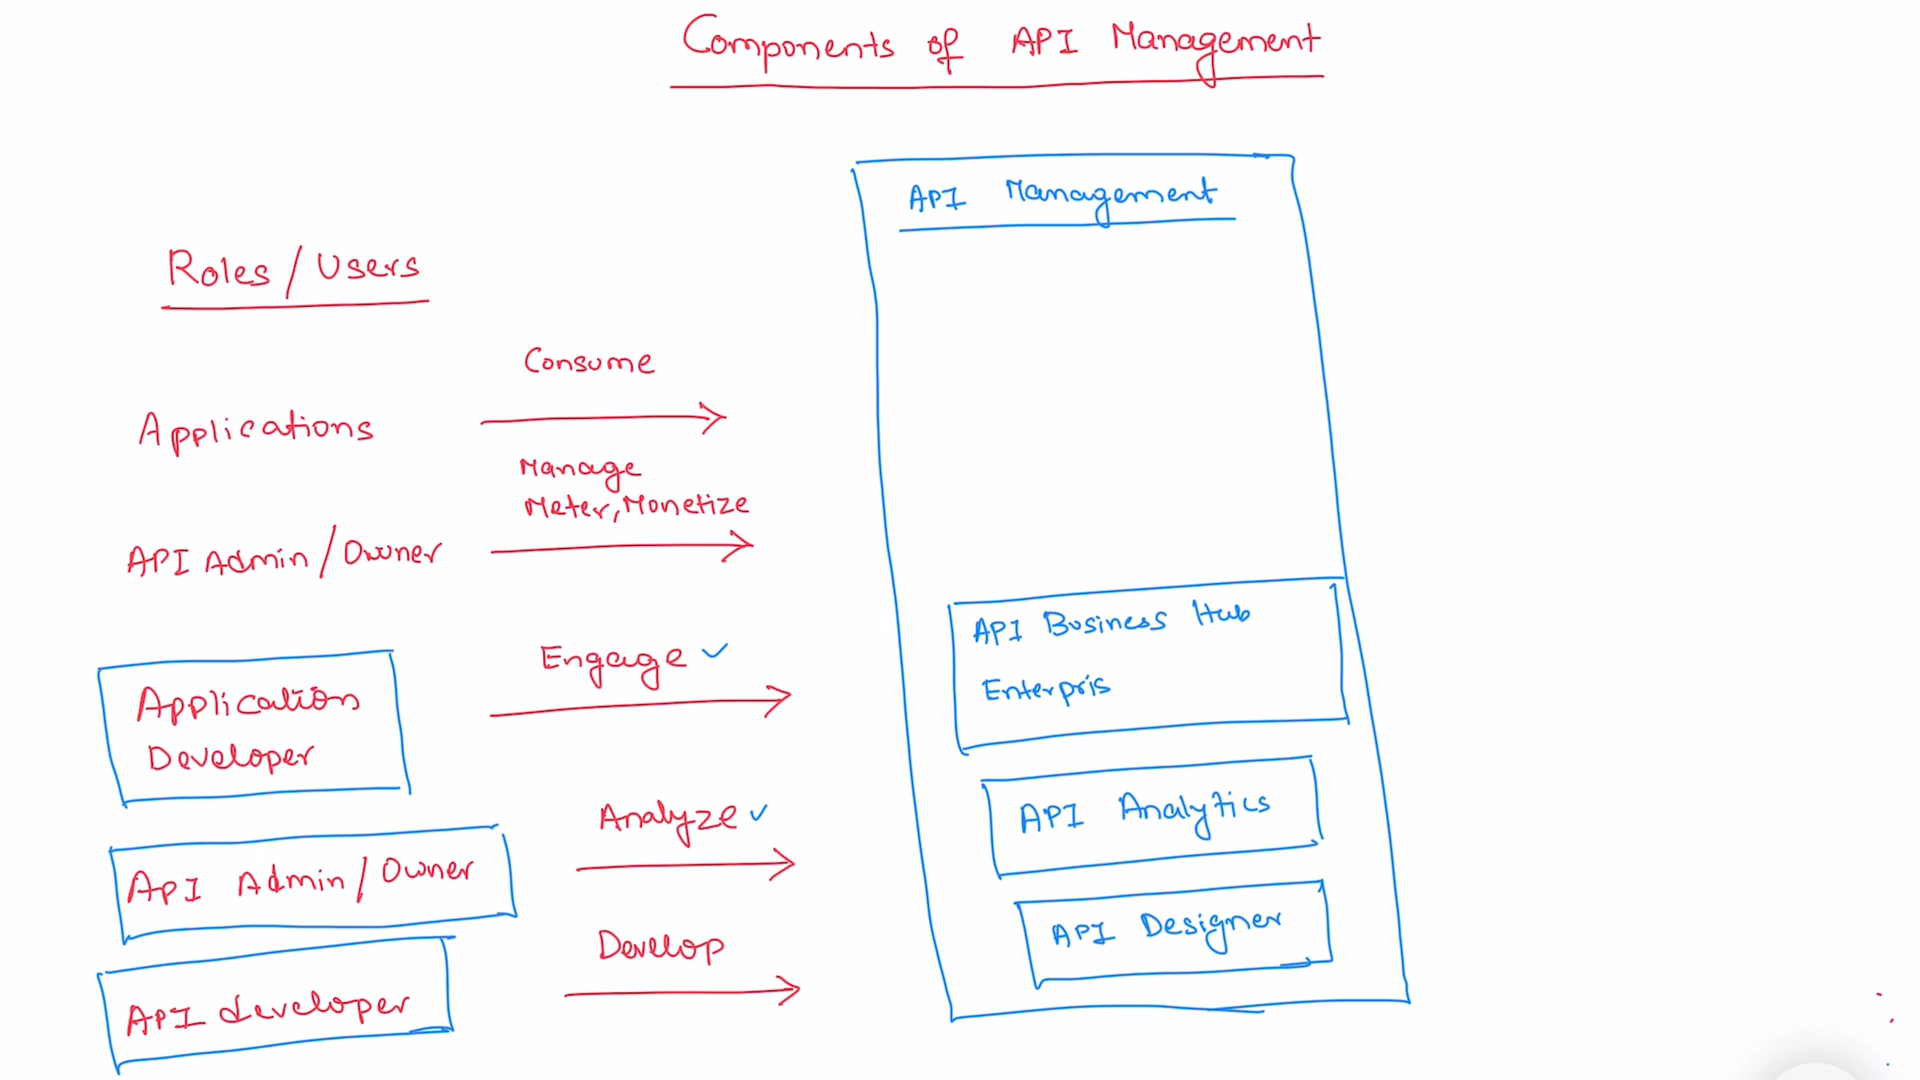 Components of API Management
API Management
Roles / Users
Consume
Applications
Manage
Meter, Monetize
API Admin / Owner
API Business Hub
Enterpris
Engage
Application
Developer
Analyze
API Analytics
API Admin / Owner
API Designer
Develop
API developer